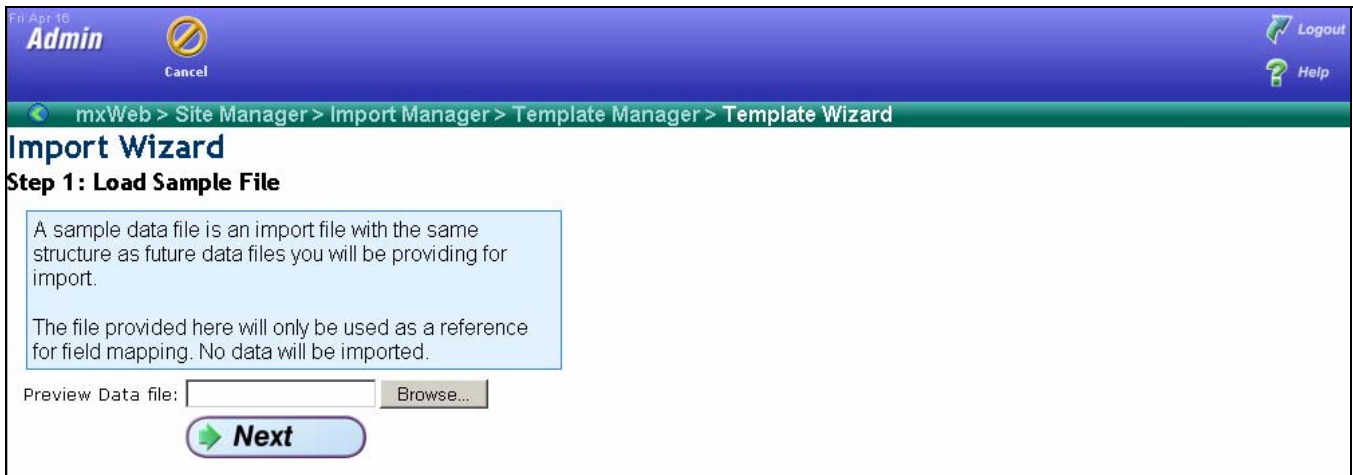 Fri Apr 16
Admin
Cancel
Logout
Help
mxWeb > Site Manager > Import Manager > Template Manager > Template Wizard
Import Wizard
Step 1: Load Sample File
A sample data file is an import file with the same
structure as future data files you will be providing for
import.
The file provided here will only be used as a reference
for field mapping. No data will be imported.
Preview Data file:
Browse...
Next